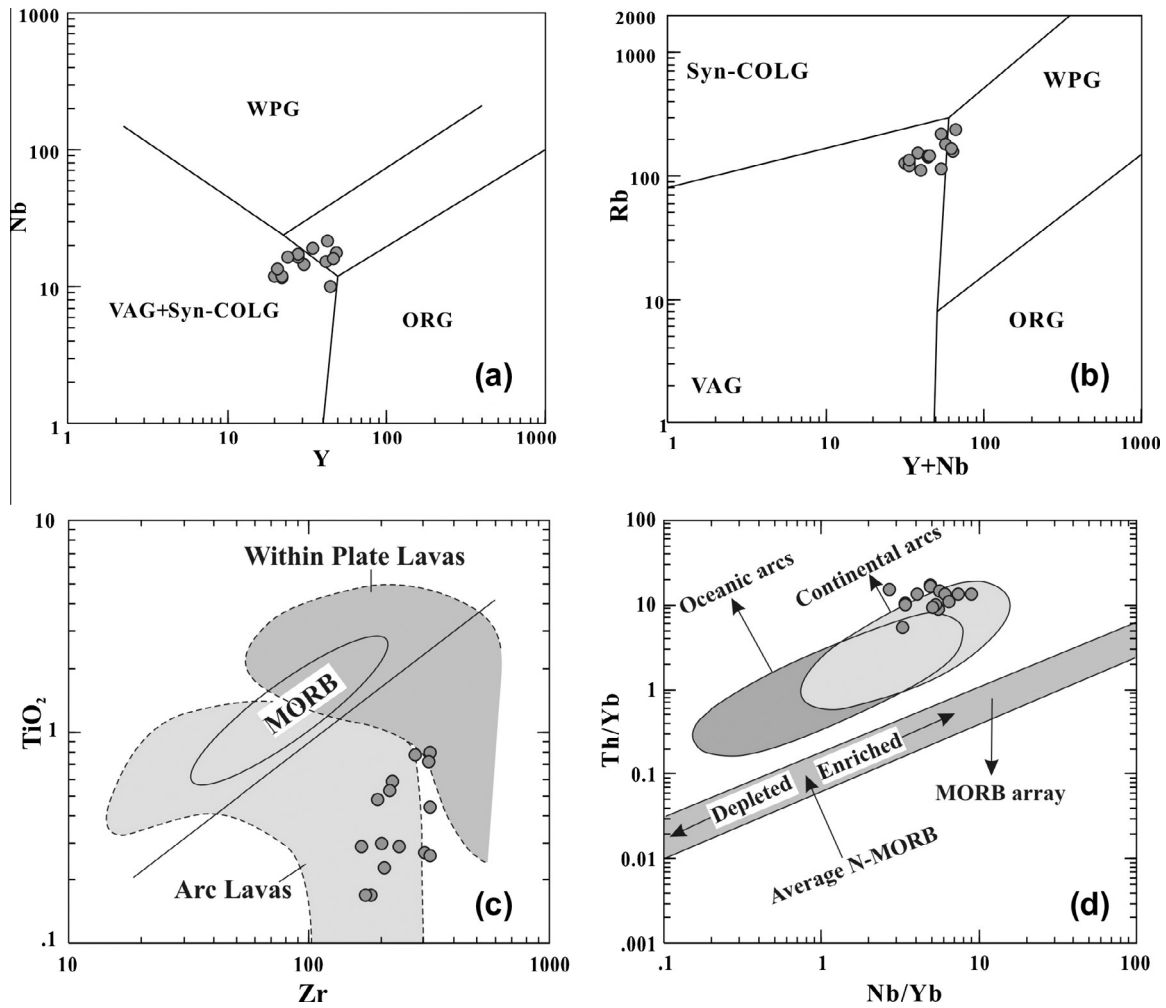 1000
100
10
1
Nb
WPG
VAG+Syn-COLG
ORG
(a)
1 10 100 1000
Y
2000
1000
100
10
1
Rb
Syn-COLG
WPG
ORG
VAG
(b)
1 10 100 1000
Y+Nb
10
1
.1
TiO₂
Within Plate Lavas
MORB
Arc Lavas
(c)
10 100 1000
Zr
100
10
1
0.1
0.01
.001
Th/Yb
Oceanic arcs
Continental arcs
Depleted
Enriched
MORB array
Average N-MORB
(d)
.1 1 10 100
Nb/Yb